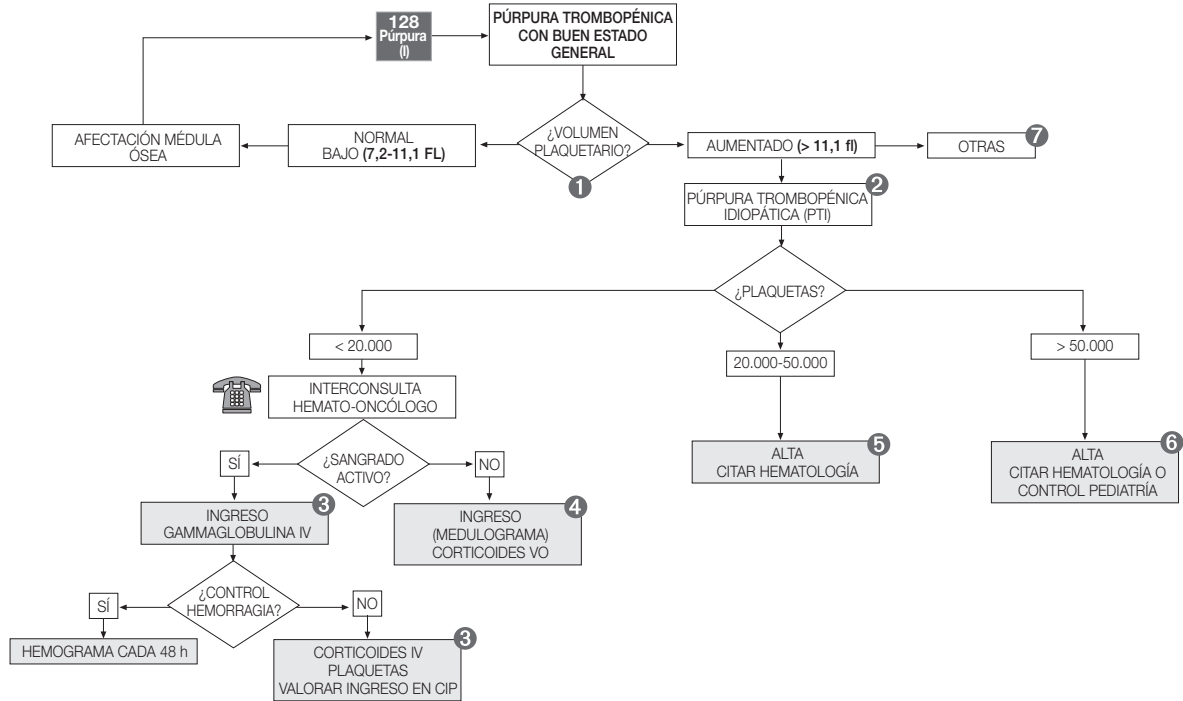 128
Púrpura
(I)
PÚRPURA TROMBOPÉNICA
CON BUEN ESTADO
GENERAL
AFECTACIÓN MÉDULA
ÓSEA
NORMAL
BAJO (7,2-11,1 FL)
¿VOLUMEN
PLAQUETARIO?
1
AUMENTADO (> 11,1 fl)
OTRAS
7
PÚRPURA TROMBOPÉNICA
IDIOPÁTICA (PTI)
2
¿PLAQUETAS?
< 20.000
20.000-50.000
> 50.000
INTERCONSULTA
HEMATO-ONCÓLOGO
¿SANGRADO
ACTIVO?
SÍ
NO
ALTA
CITAR HEMATOLOGÍA
5
ALTA
CITAR HEMATOLOGÍA O
CONTROL PEDIATRÍA
6
INGRESO
GAMMAGLOBULINA IV
3
INGRESO
(MEDULOGRAMA)
CORTICOIDES VO
4
¿CONTROL
HEMORRAGIA?
SÍ
NO
HEMOGRAMA CADA 48 h
CORTICOIDES IV
PLAQUETAS
VALORAR INGRESO EN CIP
3